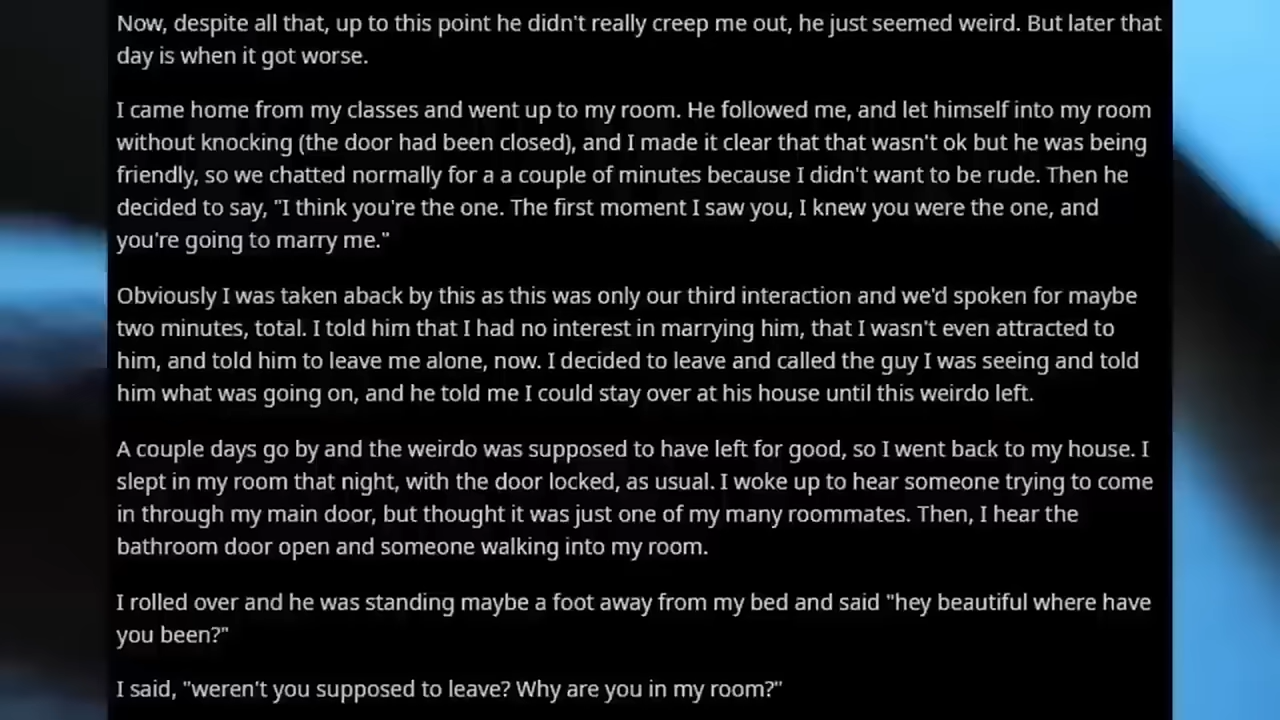 Now, despite all that, up to this point he didn't really creep me out, he just seemed weird. But later that
day is when it got worse.
I came home from my classes and went up to my room. He followed me, and let himself into my room
without knocking (the door had been closed), and I made it clear that that wasn't ok but he was being
friendly, so we chatted normally for a a couple of minutes because I didn't want to be rude. Then he
decided to say, "I think you're the one. The first moment I saw you, I knew you were the one, and
you're going to marry me."
Obviously I was taken aback by this as this was only our third interaction and we'd spoken for maybe
two minutes, total. I told him that I had no interest in marrying him, that I wasn't even attracted to
him, and told him to leave me alone, now. I decided to leave and called the guy I was seeing and told
him what was going on, and he told me I could stay over at his house until this weirdo left.
A couple days go by and the weirdo was supposed to have left for good, so I went back to my house. I
slept in my room that night, with the door locked, as usual. I woke up to hear someone trying to come
in through my main door, but thought it was just one of my many roommates. Then, I hear the
bathroom door open and someone walking into my room.
I rolled over and he was standing maybe a foot away from my bed and said "hey beautiful where have
you been?"
I said, "weren't you supposed to leave? Why are you in my room?"